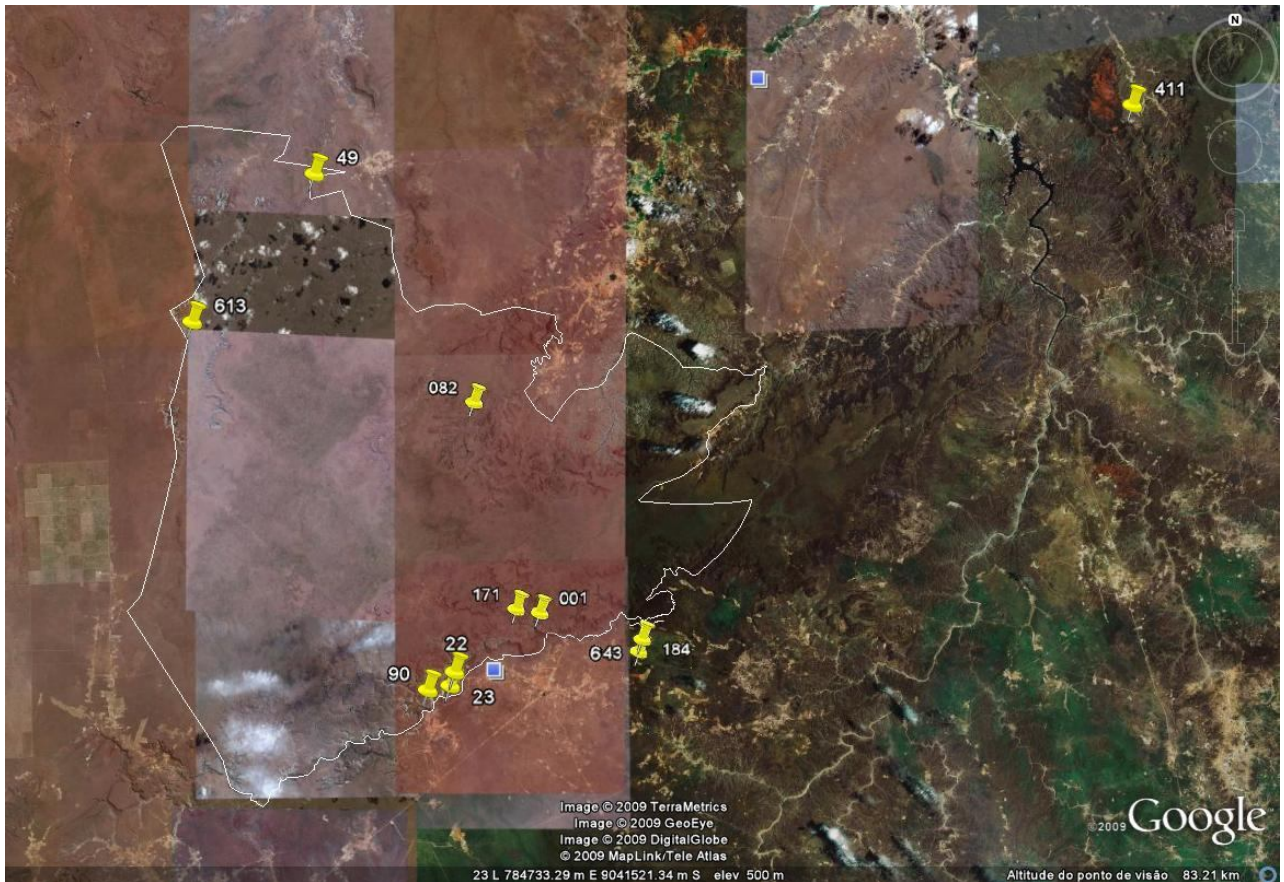 N
411
49
613
082
171
001
22
643
184
90
23
Image © 2009 TerraMetrics
Image © 2009 GeoEye
Image © 2009 DigitalGlobe
© 2009 MapLink/Tele Atlas
©2009 Google
23 L 784733.29 m E 9041521.34 m S elev 500 m
Altitude do ponto de visão 83.21 km